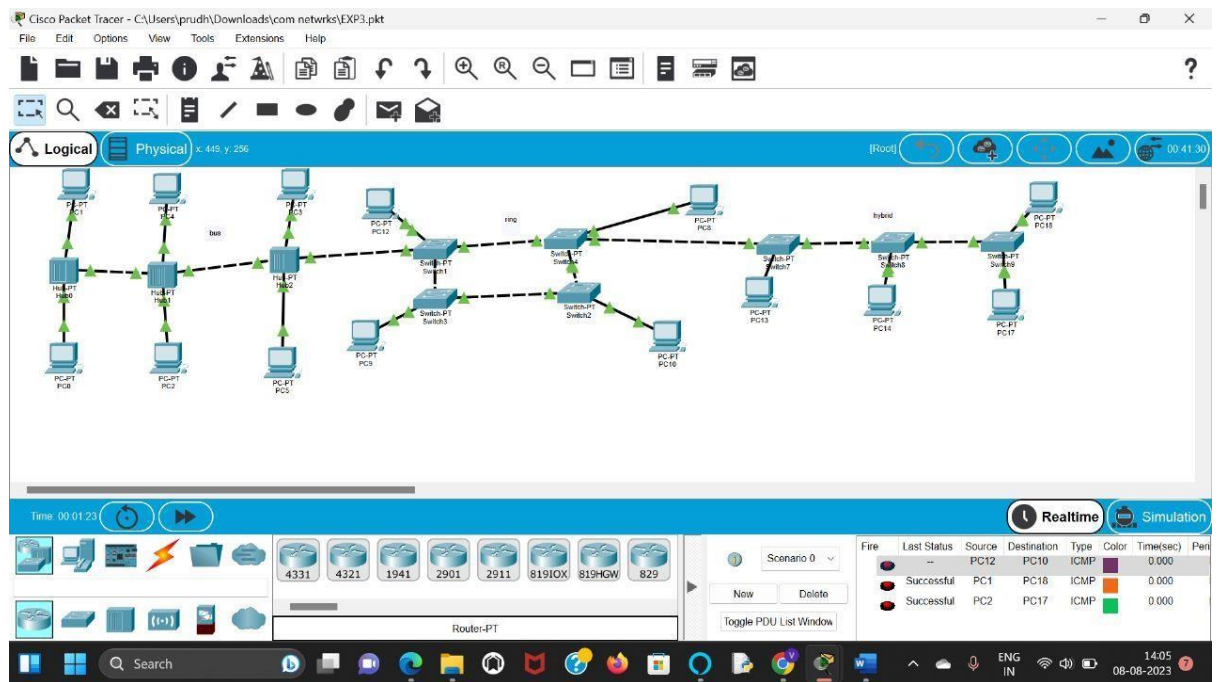 Cisco Packet Tracer - C:\Users\prudh\Downloads\com netwrks\EXP3.pkt
File Edit Options View Tools Extensions Help
?
Logical Physical x: 449, y: 256 [Root] 00:41:30
PC-PT
PC1
PC-PT
PC4
PC-PT
PC3
bus
PC-PT
PC12
ring
PC-PT
PC8
hybrid
PC-PT
PC18
Hub-PT
Hub0
Hub-PT
Hub1
Hub-PT
Hub2
Switch-PT
Switch1
Switch-PT
Switch4
Switch-PT
Switch7
Switch-PT
Switch8
Switch-PT
Switch9
Switch-PT
Switch3
Switch-PT
Switch2
PC-PT
PC13
PC-PT
PC14
PC-PT
PC17
PC-PT
PC9
PC-PT
PC10
PC-PT
PC0
PC-PT
PC2
PC-PT
PC5
Time: 00:01:23 Realtime Simulation
4331 4321 1941 2901 2911 819IOX 819HGW 829
Router-PT
Scenario 0
New Delete
Toggle PDU List Window
Fire Last Status Source Destination Type Color Time(sec) Peri
-- PC12 PC10 ICMP 0.000
Successful PC1 PC18 ICMP 0.000
Successful PC2 PC17 ICMP 0.000
Search
ENG
IN
14:05
08-08-2023
7